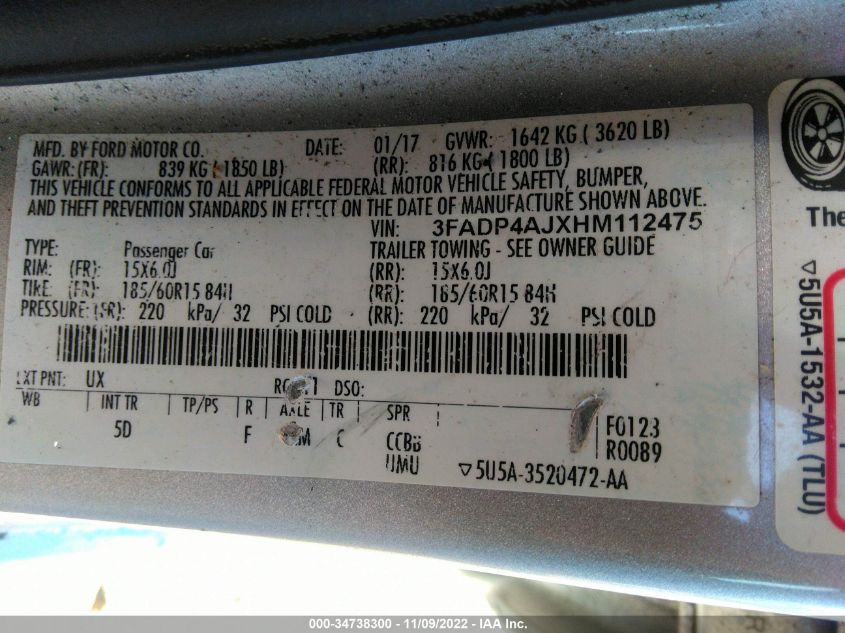 MFD. BY FORD MOTOR CO. DATE: 01/17 GVWR: 1642 KG ( 3620 LB)
GAWR:(FR): 839 KG ( 1850 LB) (RR): 816 KG ( 1800 LB)
THIS VEHICLE CONFORMS TO ALL APPLICABLE FEDERAL MOTOR VEHICLE SAFETY, BUMPER,
AND THEFT PREVENTION STANDARDS IN EFFECT ON THE DATE OF MANUFACTURE SHOWN ABOVE.
VIN: 3FADP4AJXHM112475
TYPE: Passenger Car TRAILER TOWING - SEE OWNER GUIDE
RIM: (FR): 15X6.0J (RR): 15X6.0J
TIRE: (FR): 185/60R15 84H (RR): 185/60R15 84H
PRESSURE:(FR): 220 kPa/ 32 PSI COLD (RR): 220 kPa/ 32 PSI COLD
EXT PNT: UX DSO:
WB INT TR TP/PS R AXLE TR SPR
5D F C CCBB
UMU
F0123
R0089
▽5U5A-3520472-AA
The
▽5U5A-1532-AA (TLU)
000-34738300 - 11/09/2022 - IAA Inc.